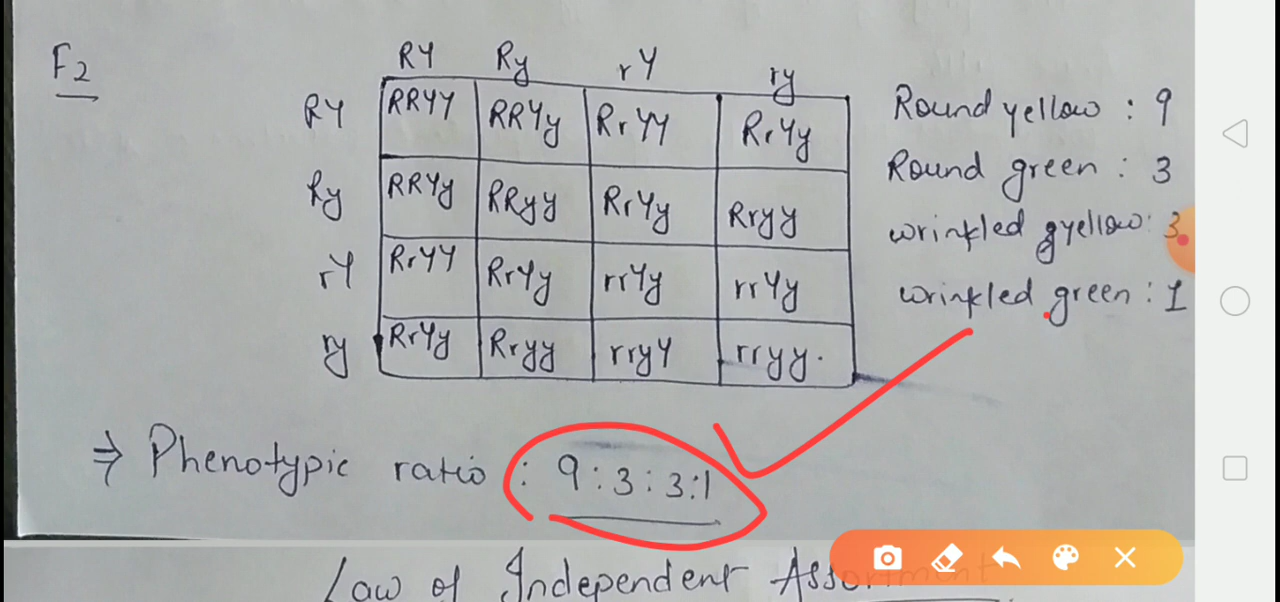 F2
RY Ry rY ry
RY RRYY RRYy RrYY RrYy
Ry RRYy RRyy RrYy Rryy
rY RrYY RrYy rrYy rrYy
ry RrYy Rryy rryY rryy.
Round yellow : 9
Round green : 3
wrinkled gyellow: 3
wrinkled green : 1
⇒ Phenotypic ratio : 9:3:3:1
Law of Independent Assortment